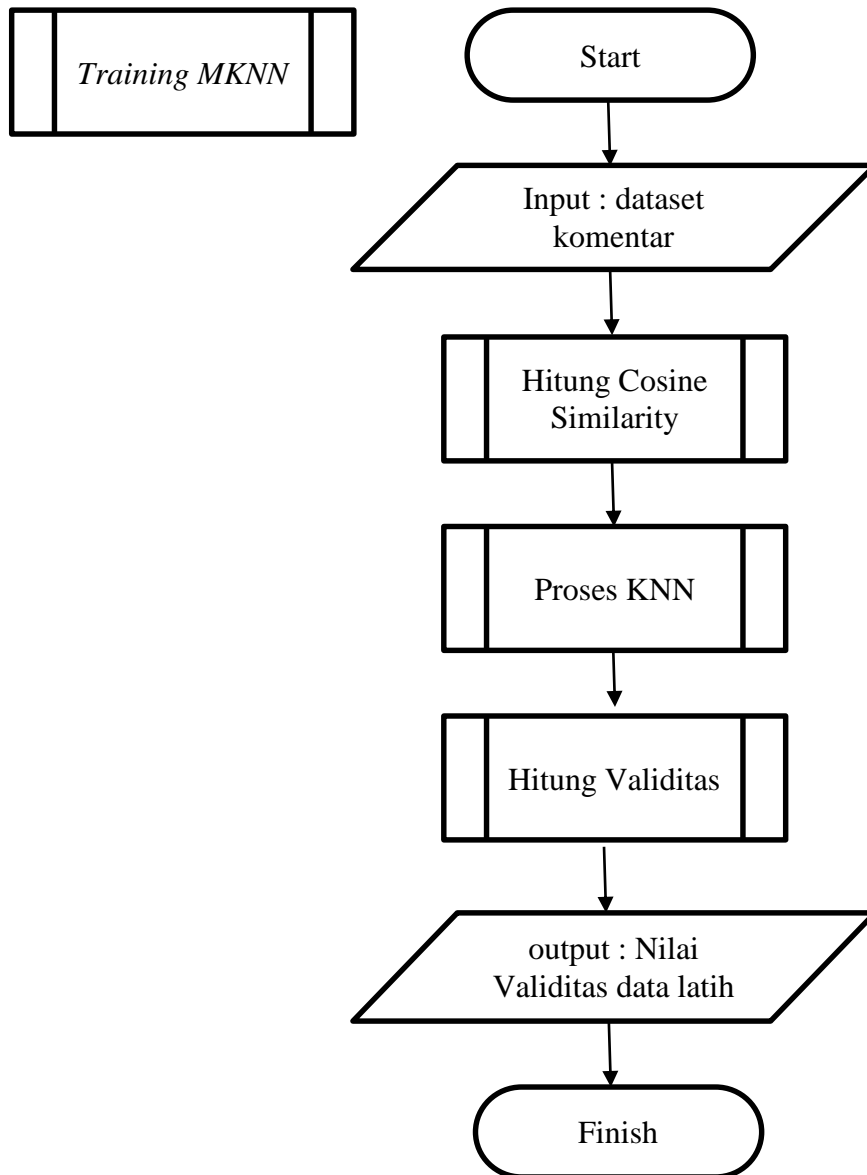 Training MKNN
Start
Input : dataset
komentar
Hitung Cosine
Similarity
Proses KNN
Hitung Validitas
output : Nilai
Validitas data latih
Finish